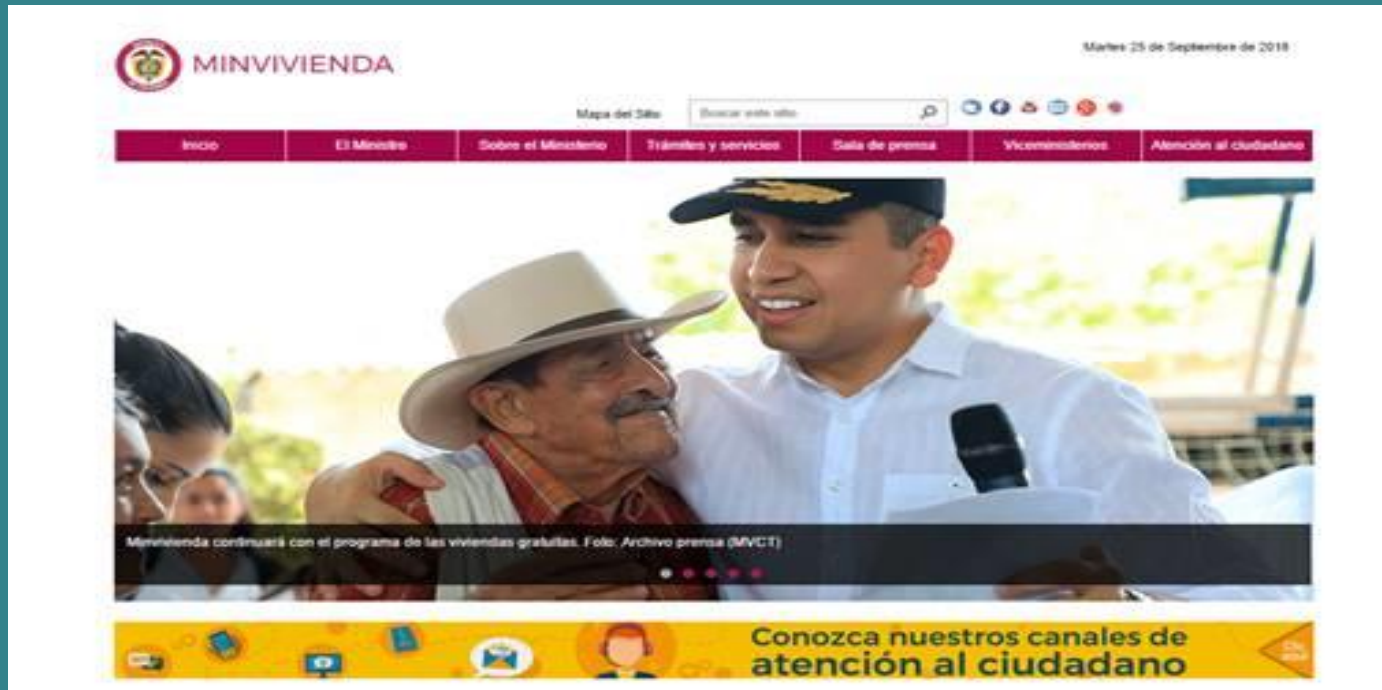 MINVIVIENDA
Martes 25 de Septiembre de 2018
Mapa del Sitio
Buscar este sitio
Inicio
El Ministro
Sobre el Ministerio
Trámites y servicios
Sala de prensa
Viceministerios
Atención al ciudadano
Minvivienda continuará con el programa de las viviendas gratuitas. Foto: Archivo prensa (MVCT)
Conozca nuestros canales de
atención al ciudadano